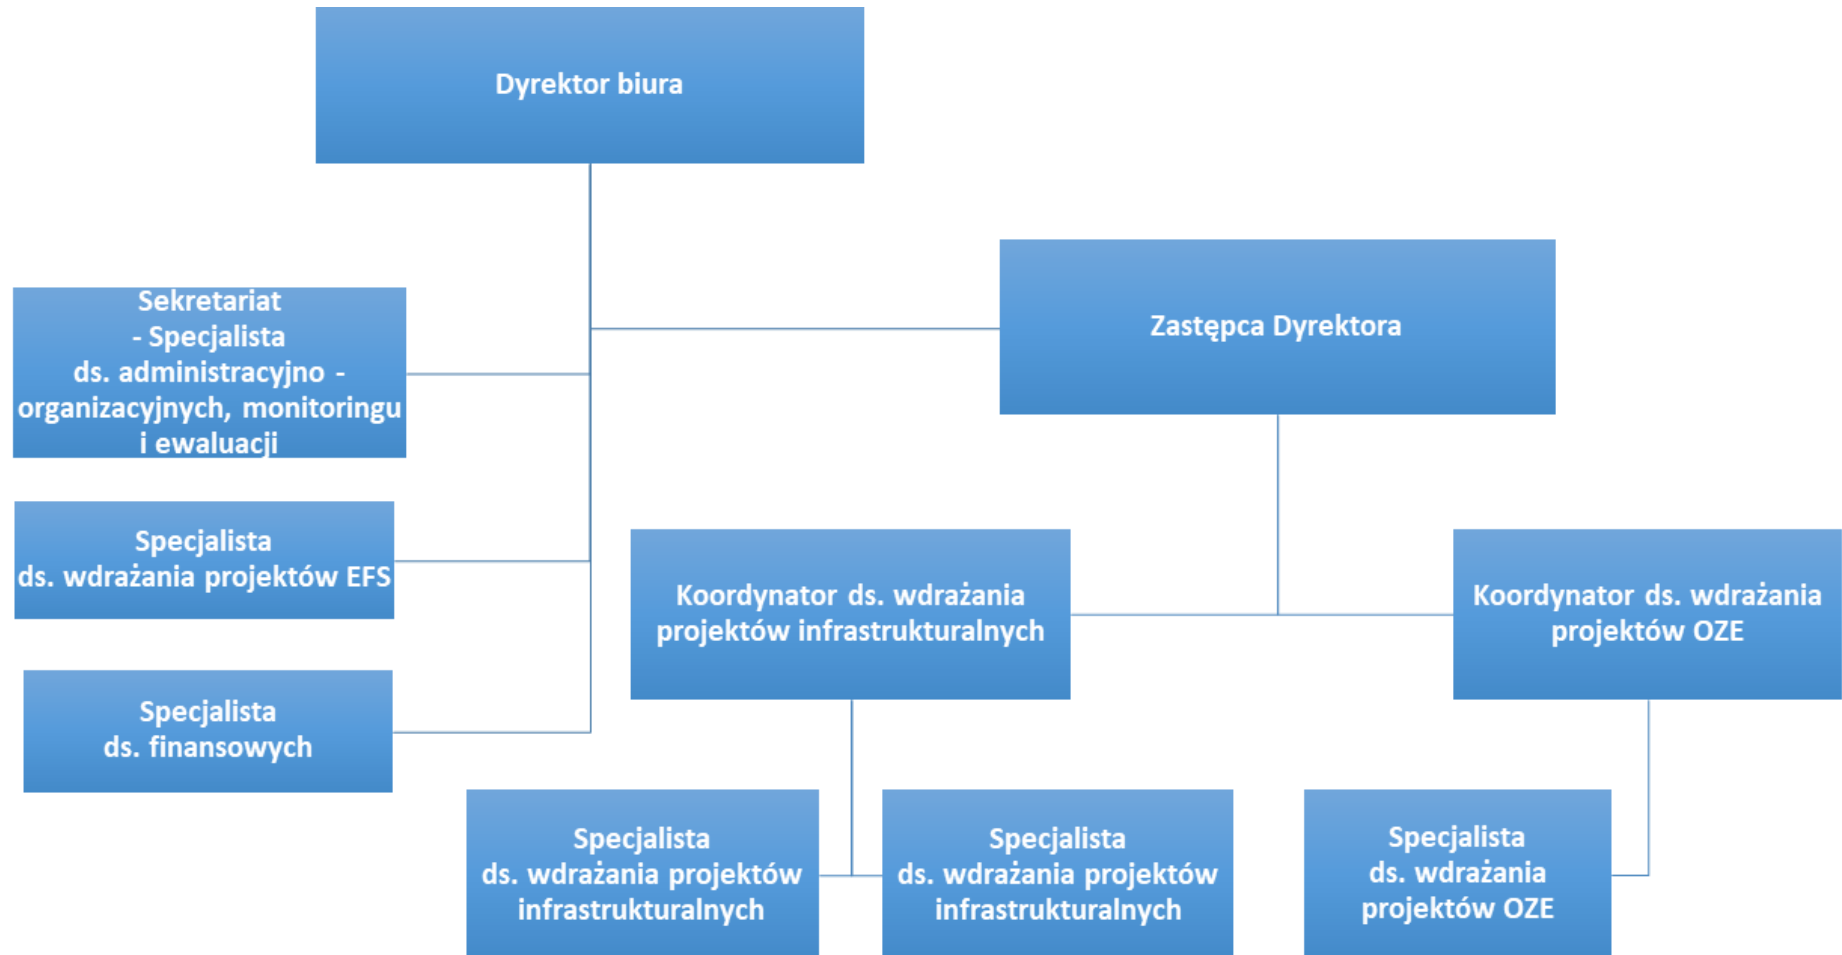 Dyrektor biura
Zastępca Dyrektora
Sekretariat
- Specjalista
ds. administracyjno -
organizacyjnych, monitoringu
i ewaluacji
Specjalista
ds. wdrażania projektów EFS
Specjalista
ds. finansowych
Koordynator ds. wdrażania
projektów infrastrukturalnych
Koordynator ds. wdrażania
projektów OZE
Specjalista
ds. wdrażania projektów
infrastrukturalnych
Specjalista
ds. wdrażania projektów
infrastrukturalnych
Specjalista
ds. wdrażania
projektów OZE